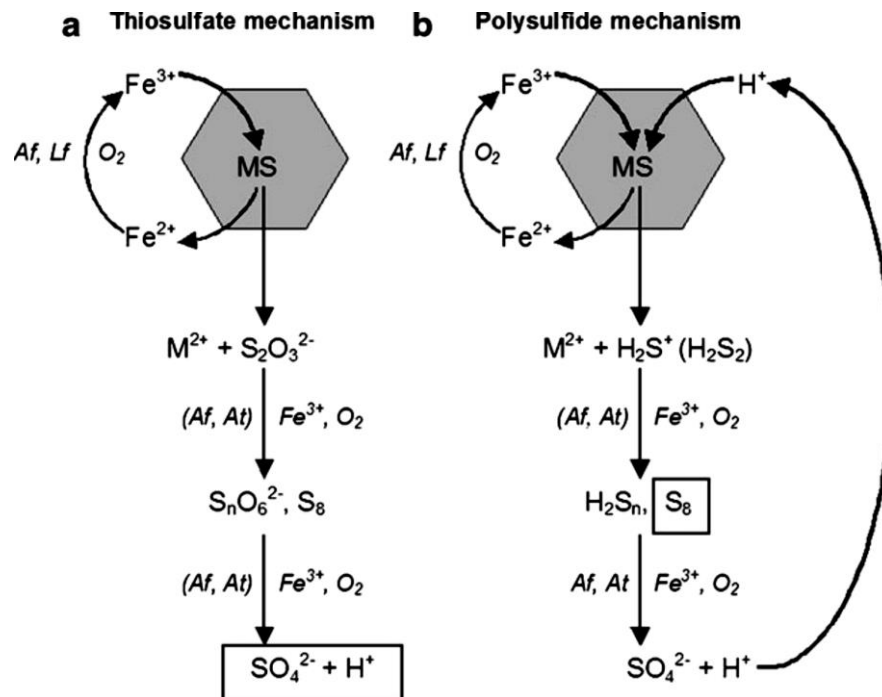 a Thiosulfate mechanism
Fe³⁺
Af, Lf
O₂
MS
Fe²⁺
M²⁺ + S₂O₃²⁻
(Af, At) Fe³⁺, O₂
SₙO₆²⁻, S₈
(Af, At) Fe³⁺, O₂
SO₄²⁻ + H⁺
b Polysulfide mechanism
Fe³⁺
H⁺
Af, Lf
O₂
MS
Fe²⁺
M²⁺ + H₂S⁺ (H₂S₂)
(Af, At) Fe³⁺, O₂
H₂Sₙ, S₈
Af, At Fe³⁺, O₂
SO₄²⁻ + H⁺